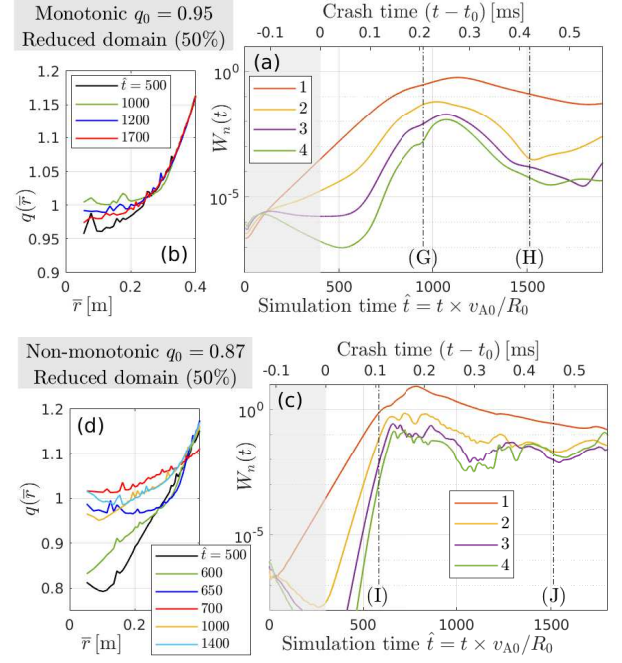 Monotonic q₀ = 0.95
Reduced domain (50%)
Crash time (t − t₀) [ms]
-0.1 0 0.1 0.2 0.3 0.4 0.5
(a)
10⁰
10⁻⁵
Wₙ(t)
1
2
3
4
(G)
(H)
0 500 1000 1500
Simulation time t̂ = t × v_A0/R₀
1.2
1.15
1.1
1.05
1
0.95
0.9
q(r̅)
t̂ = 500
1000
1200
1700
(b)
0 0.2 0.4
r̅ [m]
Non-monotonic q₀ = 0.87
Reduced domain (50%)
Crash time (t − t₀) [ms]
-0.1 0 0.1 0.2 0.3 0.4 0.5 0.6
(c)
10⁰
10⁻⁵
Wₙ(t)
1
2
3
4
(I)
(J)
0 500 1000 1500
Simulation time t̂ = t × v_A0/R₀
(d)
1.2
1.1
1
0.9
0.8
q(r̅)
t̂ = 500
600
650
700
1000
1400
0 0.2
r̅ [m]